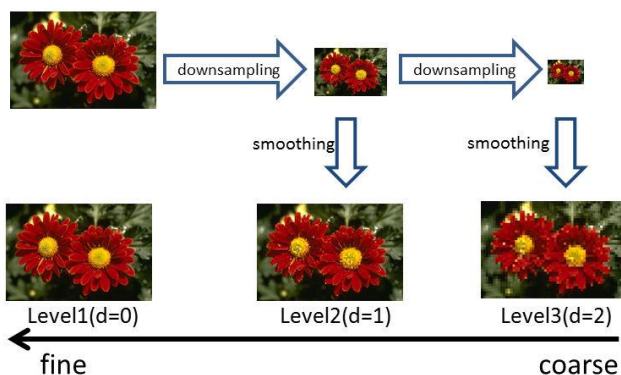 downsampling
downsampling
smoothing
smoothing
Level1(d=0)
Level2(d=1)
Level3(d=2)
fine
coarse